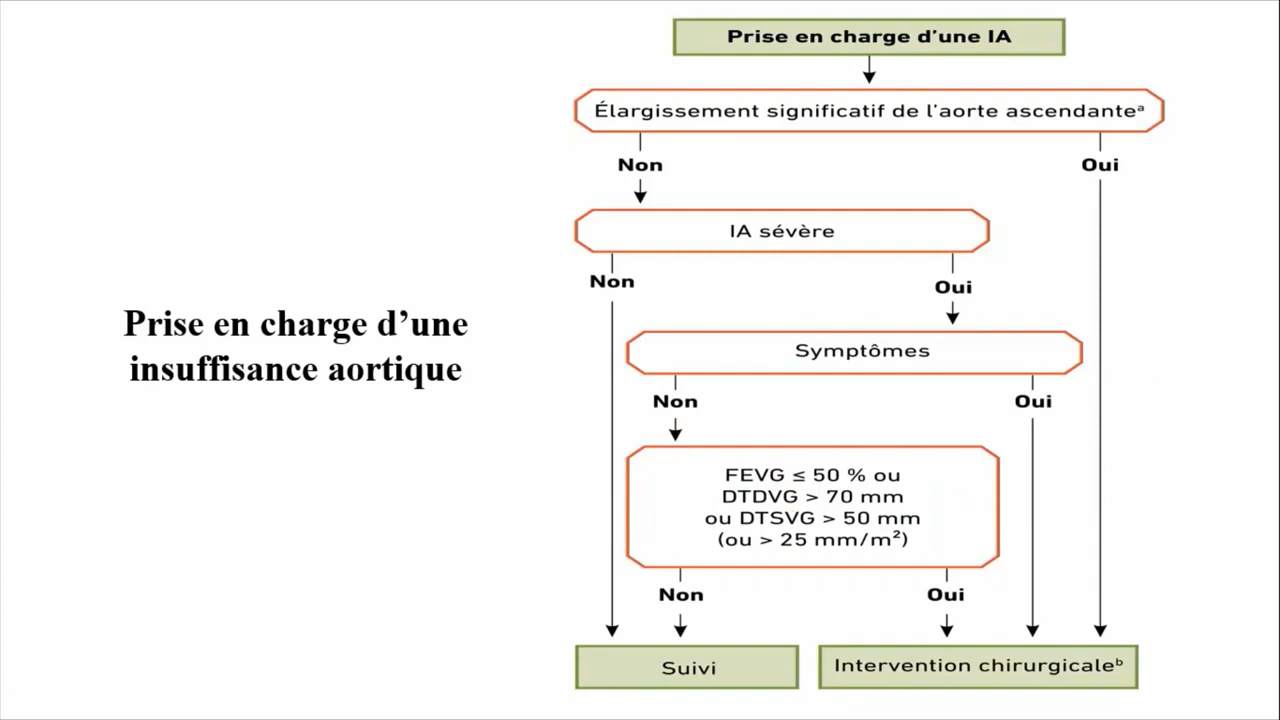 Prise en charge d'une
insuffisance aortique
Prise en charge d'une IA
Élargissement significatif de l'aorte ascendanteᵃ
Non
Oui
IA sévère
Non
Oui
Symptômes
Non
Oui
FEVG ≤ 50 % ou
DTDVG > 70 mm
ou DTSVG > 50 mm
(ou > 25 mm/m²)
Non
Oui
Suivi
Intervention chirurgicaleᵇ